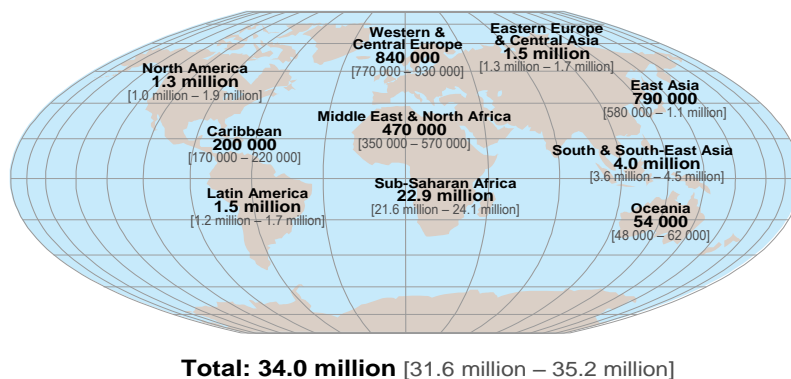 Western &
Central Europe
840 000
[770 000 – 930 000]
Eastern Europe
& Central Asia
1.5 million
[1.3 million – 1.7 million]
North America
1.3 million
[1.0 million – 1.9 million]
East Asia
790 000
[580 000 – 1.1 million]
Middle East & North Africa
470 000
[350 000 – 570 000]
Caribbean
200 000
[170 000 – 220 000]
South & South-East Asia
4.0 million
[3.6 million – 4.5 million]
Sub-Saharan Africa
22.9 million
[21.6 million – 24.1 million]
Latin America
1.5 million
[1.2 million – 1.7 million]
Oceania
54 000
[48 000 – 62 000]
Total: 34.0 million [31.6 million – 35.2 million]